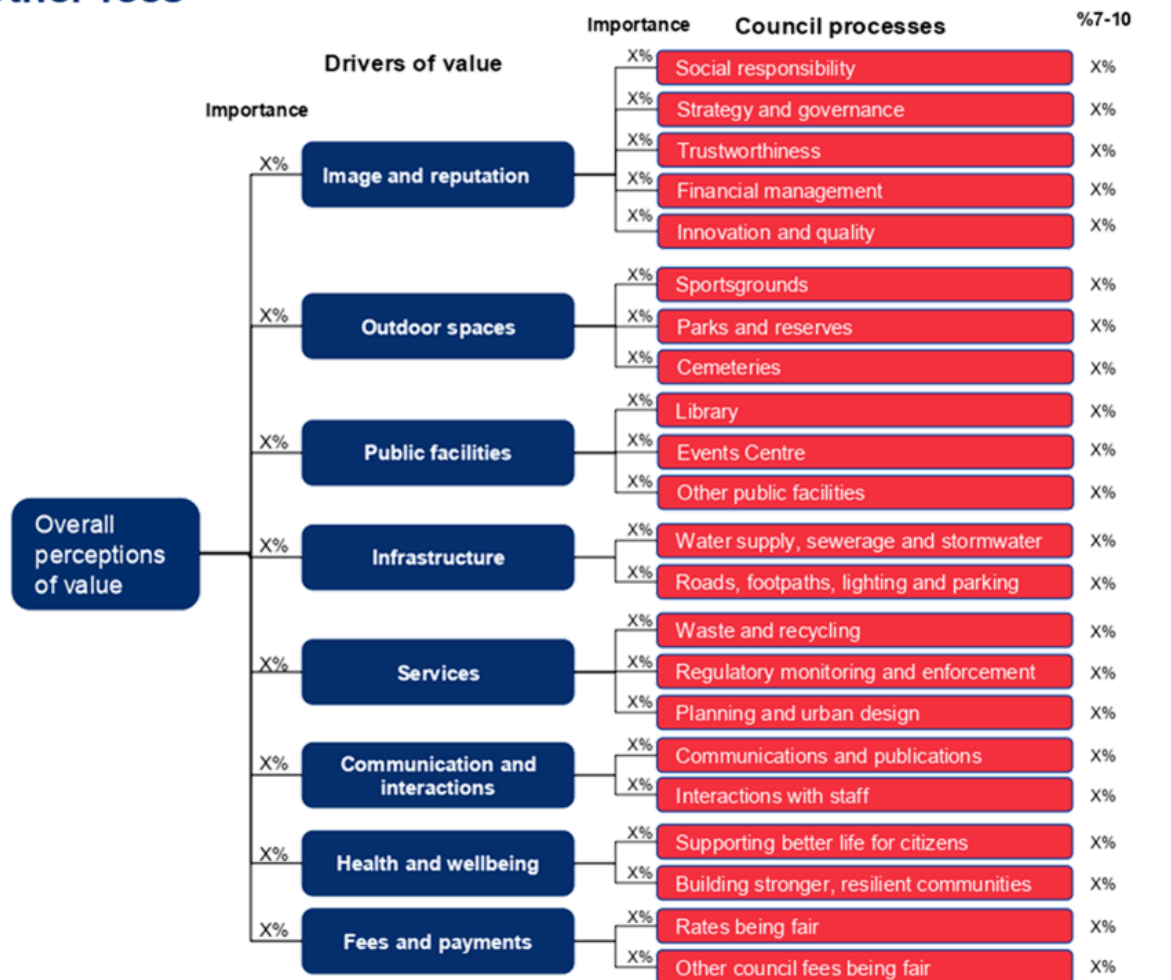 Importance
Council processes
%7-10
Drivers of value
Importance
Overall
perceptions
of value
X%
Image and reputation
X%
Social responsibility
X%
X%
Strategy and governance
X%
X%
Trustworthiness
X%
X%
Financial management
X%
X%
Innovation and quality
X%
X%
Outdoor spaces
X%
Sportsgrounds
X%
X%
Parks and reserves
X%
X%
Cemeteries
X%
X%
Public facilities
X%
Library
X%
X%
Events Centre
X%
X%
Other public facilities
X%
X%
Infrastructure
X%
Water supply, sewerage and stormwater
X%
X%
Roads, footpaths, lighting and parking
X%
X%
Services
X%
Waste and recycling
X%
X%
Regulatory monitoring and enforcement
X%
X%
Planning and urban design
X%
X%
Communication and
interactions
X%
Communications and publications
X%
X%
Interactions with staff
X%
X%
Health and wellbeing
X%
Supporting better life for citizens
X%
X%
Building stronger, resilient communities
X%
X%
Fees and payments
X%
Rates being fair
X%
X%
Other council fees being fair
X%